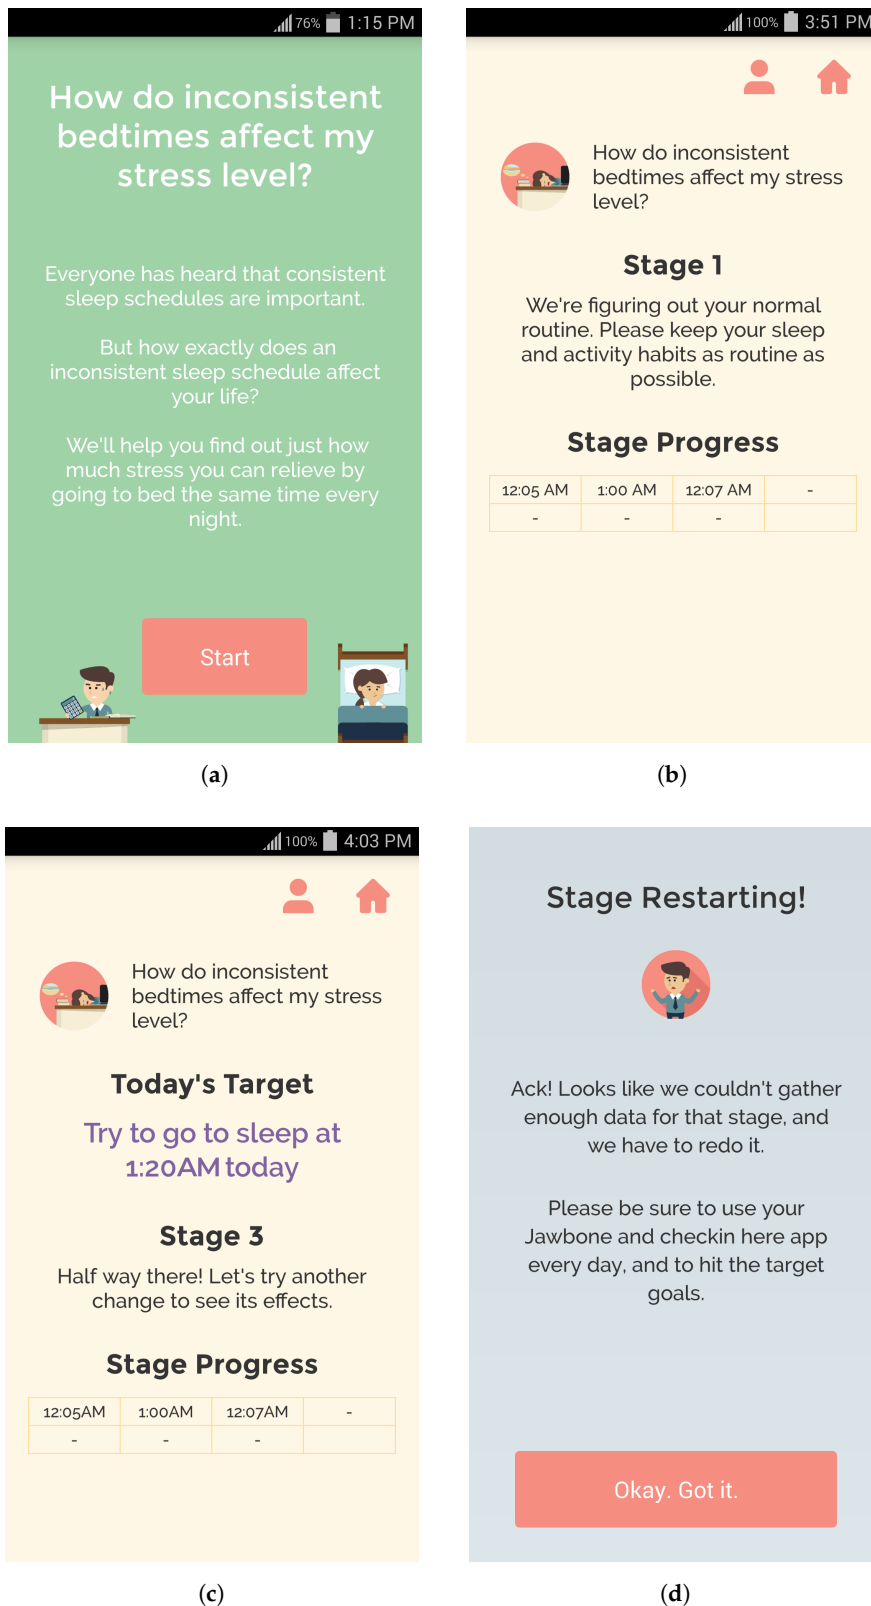 76% 1:15 PM
How do inconsistent
bedtimes affect my
stress level?
Everyone has heard that consistent
sleep schedules are important.
But how exactly does an
inconsistent sleep schedule affect
your life?
We'll help you find out just how
much stress you can relieve by
going to bed the same time every
night.
Start
(a)
100% 3:51 PM
How do inconsistent
bedtimes affect my stress
level?
Stage 1
We're figuring out your normal
routine. Please keep your sleep
and activity habits as routine as
possible.
Stage Progress
12:05 AM 1:00 AM 12:07 AM -
- - -
(b)
100% 4:03 PM
How do inconsistent
bedtimes affect my stress
level?
Today's Target
Try to go to sleep at
1:20AM today
Stage 3
Half way there! Let's try another
change to see its effects.
Stage Progress
12:05AM 1:00AM 12:07AM -
- - -
(c)
Stage Restarting!
Ack! Looks like we couldn't gather
enough data for that stage, and
we have to redo it.
Please be sure to use your
Jawbone and checkin here app
every day, and to hit the target
goals.
Okay. Got it.
(d)